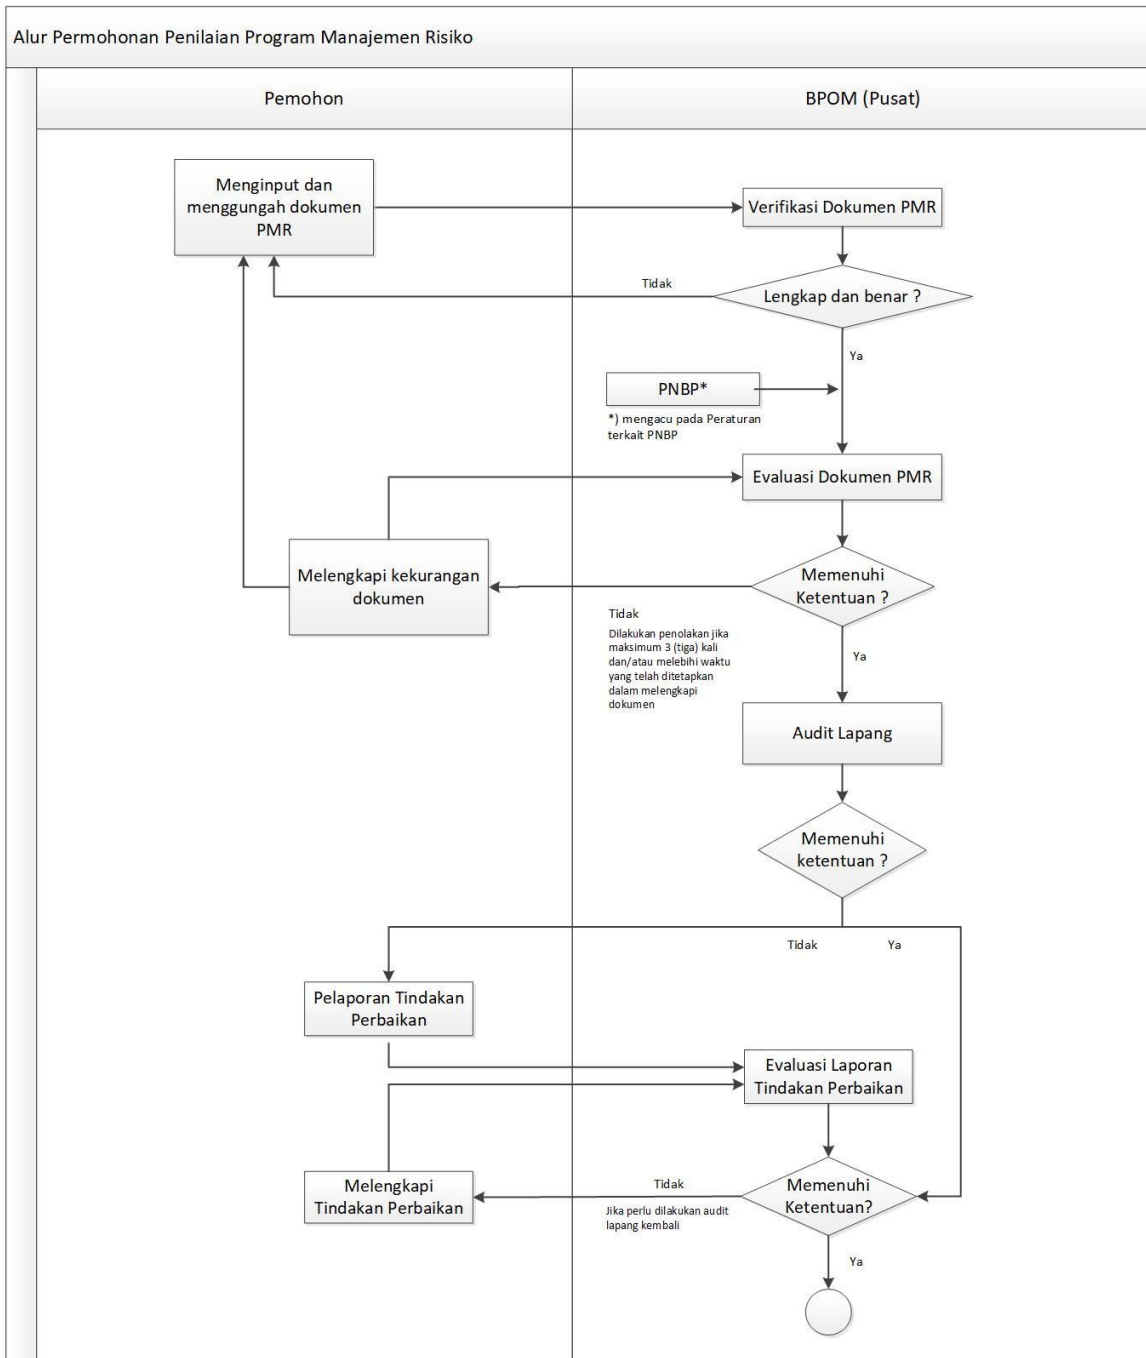 Alur Permohonan Penilaian Program Manajemen Risiko
Pemohon
BPOM (Pusat)
Menginput dan
menggungah dokumen
PMR
Verifikasi Dokumen PMR
Tidak
Lengkap dan benar ?
Ya
PNBP*
*) mengacu pada Peraturan
terkait PNBP
Evaluasi Dokumen PMR
Melengkapi kekurangan
dokumen
Memenuhi
Ketentuan ?
Tidak
Dilakukan penolakan jika
maksimum 3 (tiga) kali
dan/atau melebihi waktu
yang telah ditetapkan
dalam melengkapi
dokumen
Ya
Audit Lapang
Memenuhi
ketentuan ?
Tidak
Ya
Pelaporan Tindakan
Perbaikan
Evaluasi Laporan
Tindakan Perbaikan
Melengkapi
Tindakan Perbaikan
Tidak
Jika perlu dilakukan audit
lapang kembali
Memenuhi
Ketentuan?
Ya